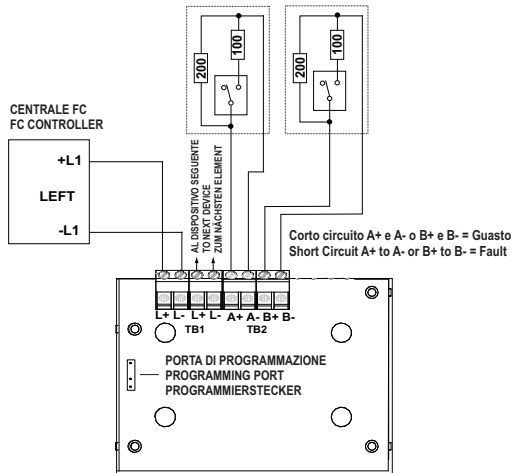 200
100
200
100
CENTRALE FC
FC CONTROLLER
+L1
LEFT
-L1
AL DISPOSITIVO SEGUENTE
TO NEXT DEVICE
ZUM NÄCHSTEN ELEMENT
Corto circuito A+ e A- o B+ e B- = Guasto
Short Circuit A+ to A- or B+ to B- = Fault
L+ L- L+ L- A+ A- B+ B-
TB1 TB2
PORTA DI PROGRAMMAZIONE
PROGRAMMING PORT
PROGRAMMIERSTECKER